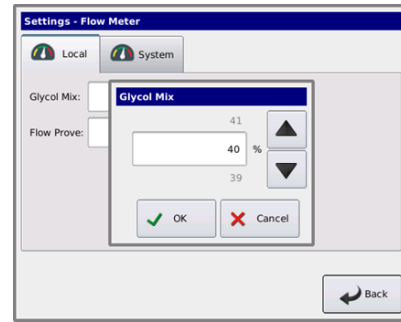 Settings - Flow Meter
Local
System
Glycol Mix:
Flow Prove:
Glycol Mix
41
40 %
39
OK
Cancel
Back